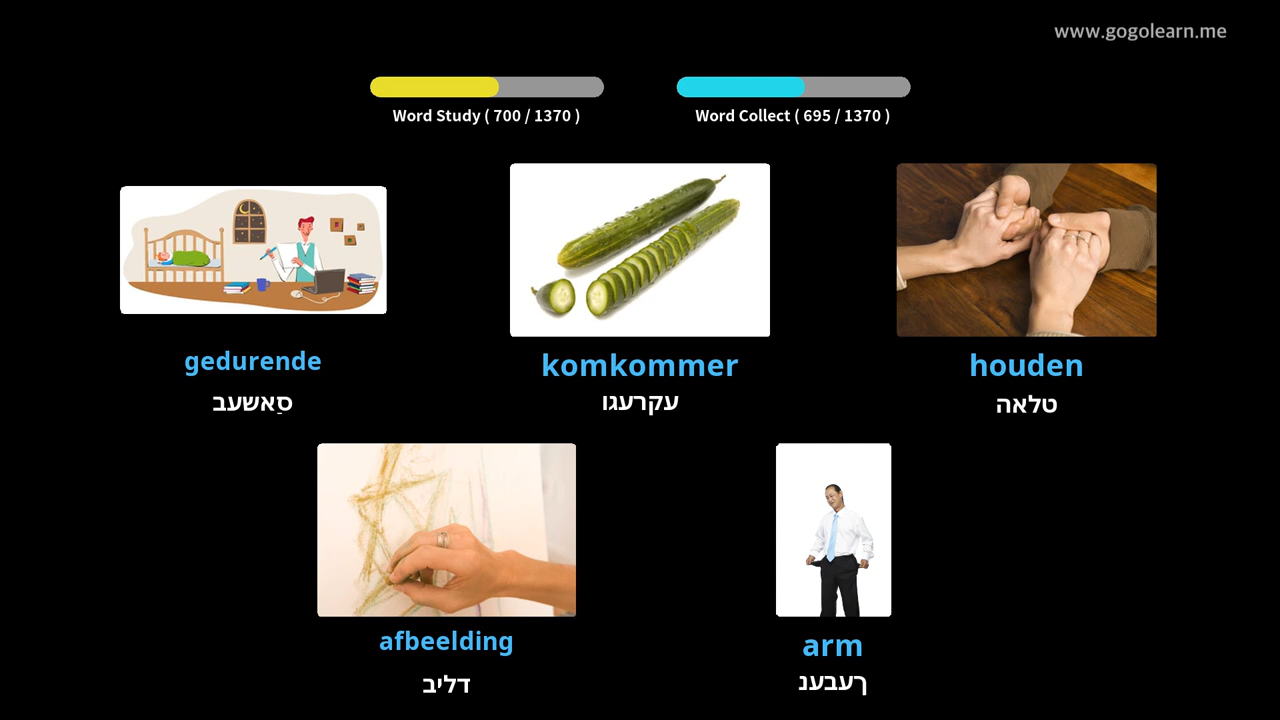 www.gogolearn.me
Word Study ( 700 / 1370 )
Word Collect ( 695 / 1370 )
gedurende
סַאשעב
komkommer
עקרעגו
houden
טלאה
afbeelding
דליב
arm
ךעבענ